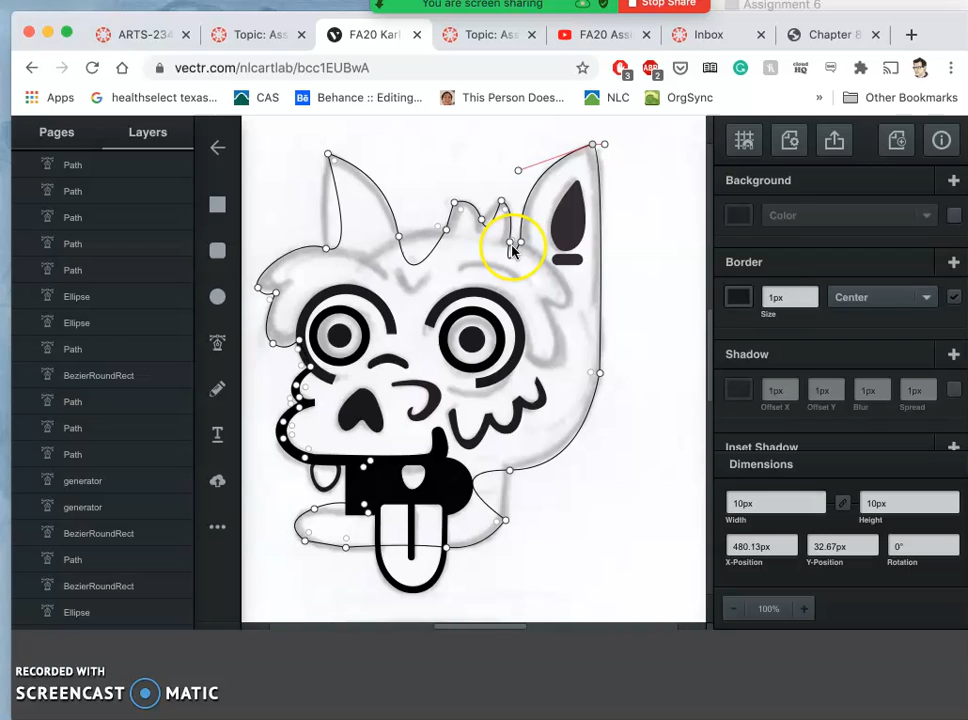 You are screen sharing Stop Share Assignment 6
ARTS-234 Topic: Ass FA20 Karl Topic: Ass FA20 Assi Inbox Chapter 8
vectr.com/nlcartlab/bcc1EUBwA
Apps healthselect texas... CAS Behance :: Editing... This Person Does... NLC OrgSync » Other Bookmarks
Pages Layers
Path
Path
Path
Path
Path
Ellipse
Ellipse
Path
BezierRoundRect
Path
Path
Path
generator
generator
BezierRoundRect
Path
BezierRoundRect
Ellipse
Background
Color
Border
1px Center
Size
Shadow
1px 1px 1px 1px
Offset X Offset Y Blur Spread
Inset Shadow
Dimensions
10px 10px
Width Height
480.13px 32.67px 0°
X-Position Y-Position Rotation
- 100% +
RECORDED WITH
SCREENCAST MATIC